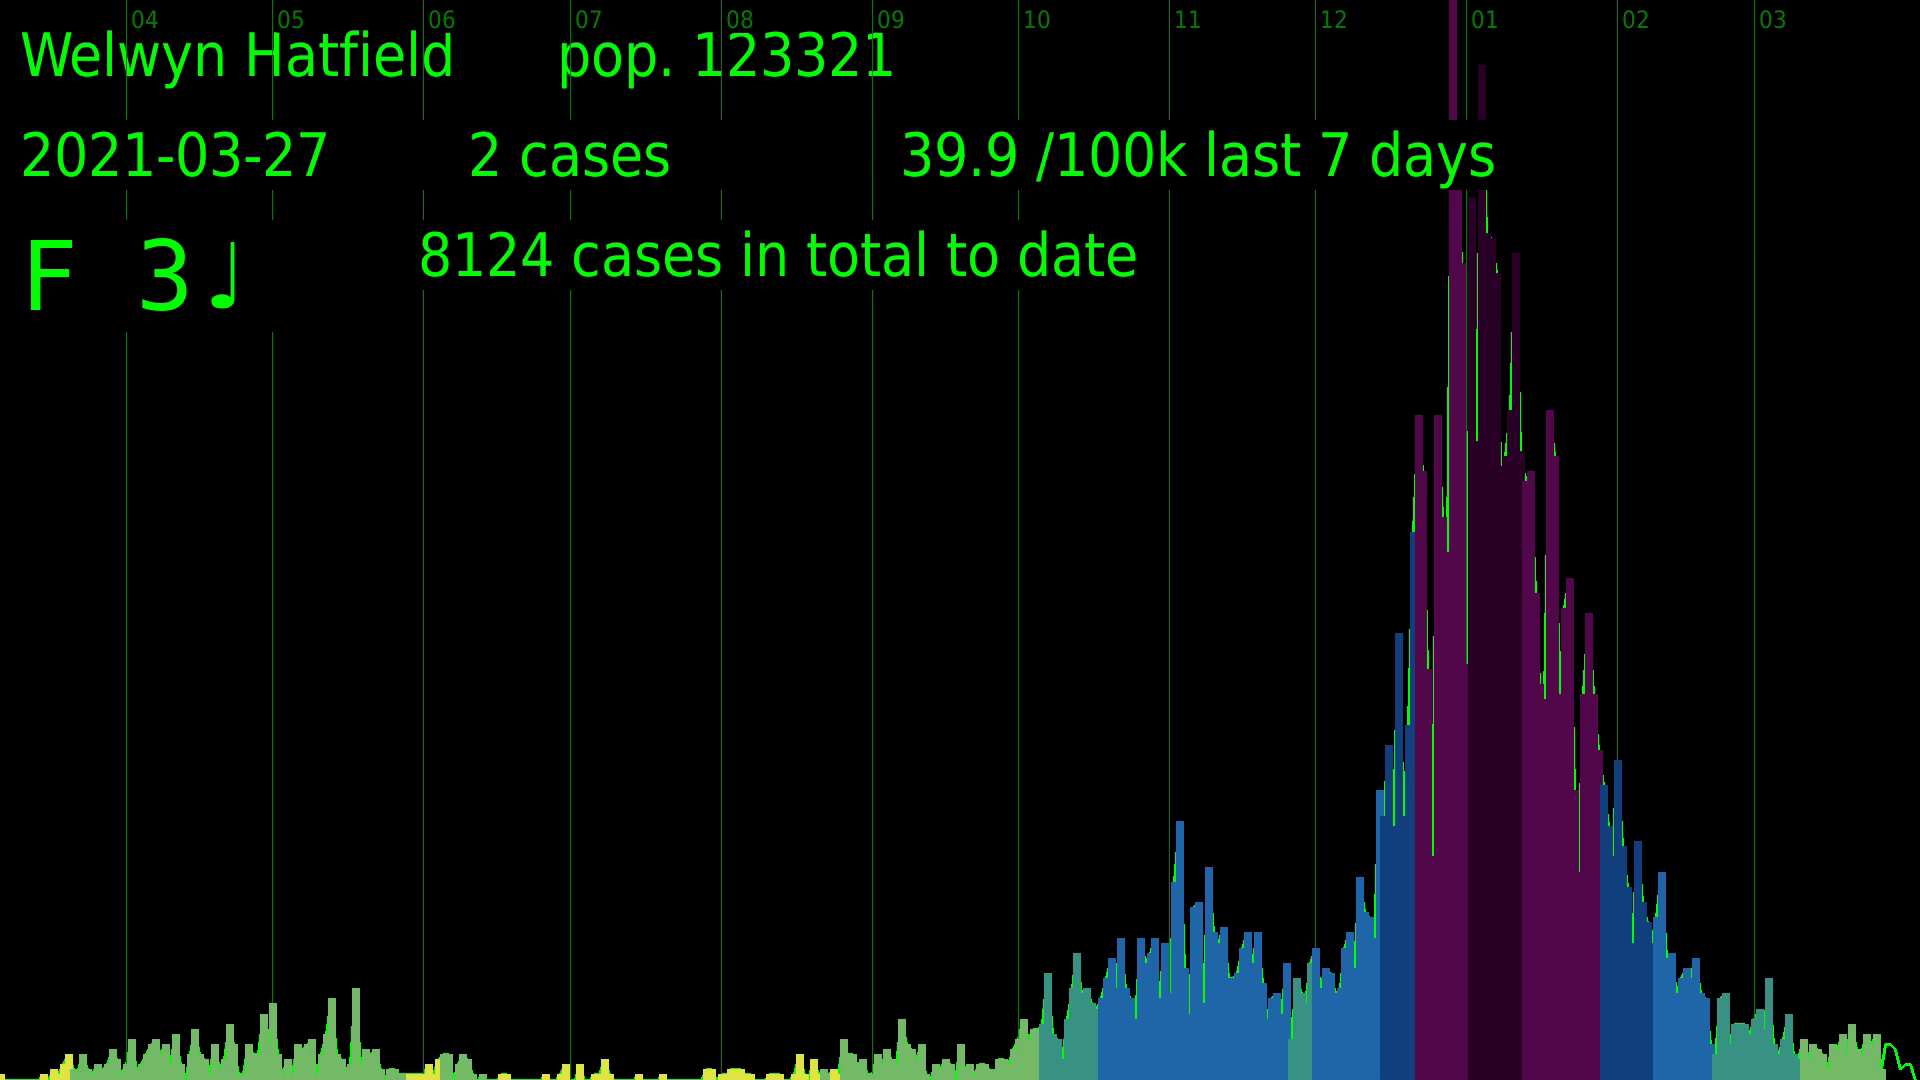 04 05 06 07 08 09 10 11 12 01 02 03
Welwyn Hatfield pop. 123321
2021-03-27 2 cases 39.9 /100k last 7 days
F 3♩ 8124 cases in total to date